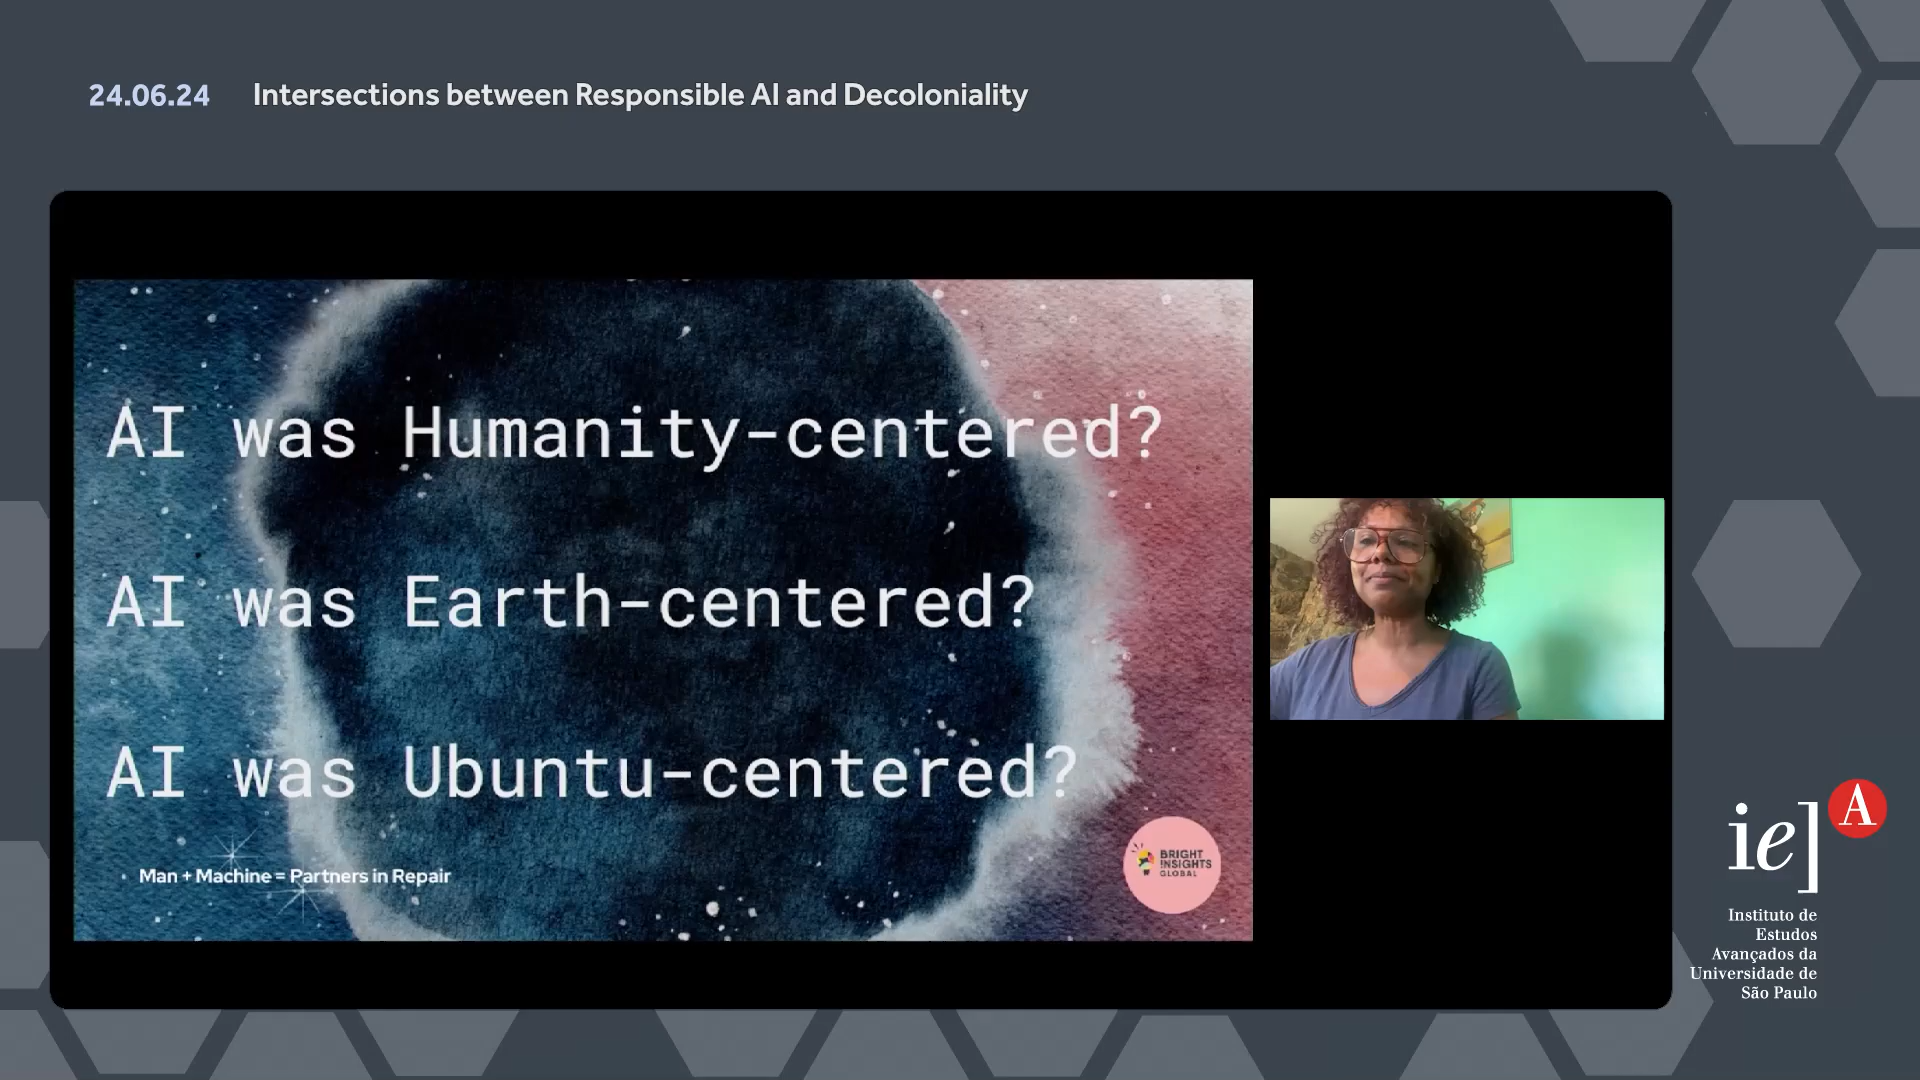 24.06.24 Intersections between Responsible AI and Decoloniality
AI was Humanity-centered?
AI was Earth-centered?
AI was Ubuntu-centered?
Man + Machine = Partners in Repair
BRIGHT
INSIGHTS
GLOBAL
ie] A
Instituto de
Estudos
Avançados da
Universidade de
São Paulo